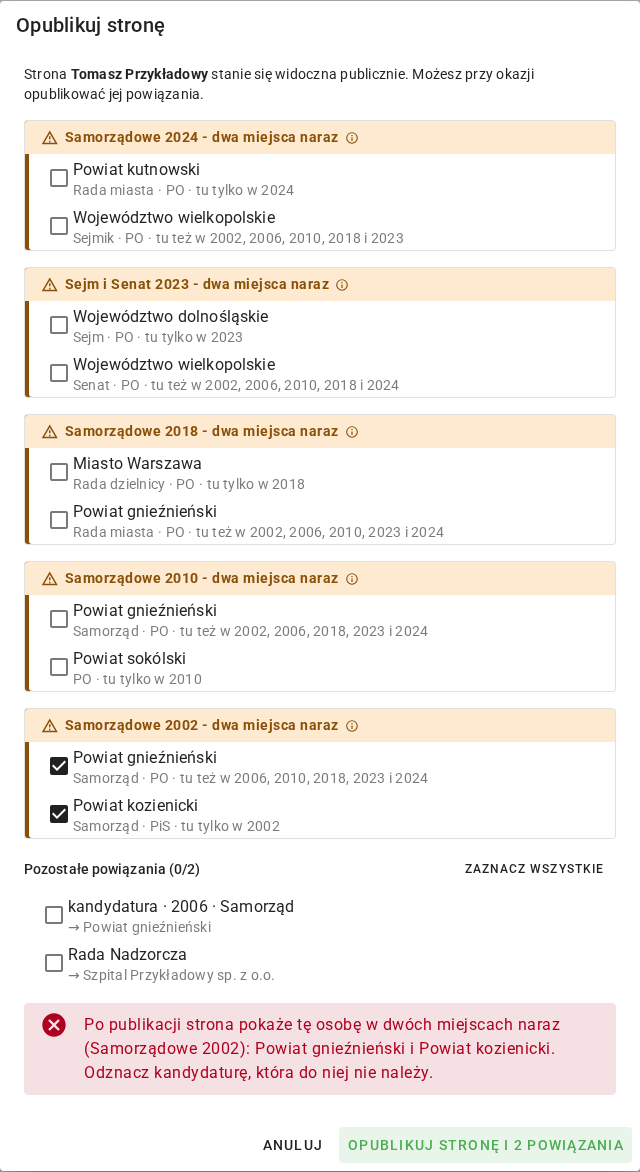 Opublikuj stronę
Strona Tomasz Przykładowy stanie się widoczna publicznie. Możesz przy okazji
opublikować jej powiązania.
Samorządowe 2024 - dwa miejsca naraz
Powiat kutnowski
Rada miasta · PO · tu tylko w 2024
Województwo wielkopolskie
Sejmik · PO · tu też w 2002, 2006, 2010, 2018 i 2023
Sejm i Senat 2023 - dwa miejsca naraz
Województwo dolnośląskie
Sejm · PO · tu tylko w 2023
Województwo wielkopolskie
Senat · PO · tu też w 2002, 2006, 2010, 2018 i 2024
Samorządowe 2018 - dwa miejsca naraz
Miasto Warszawa
Rada dzielnicy · PO · tu tylko w 2018
Powiat gnieźnieński
Rada miasta · PO · tu też w 2002, 2006, 2010, 2023 i 2024
Samorządowe 2010 - dwa miejsca naraz
Powiat gnieźnieński
Samorząd · PO · tu też w 2002, 2006, 2018, 2023 i 2024
Powiat sokólski
PO · tu tylko w 2010
Samorządowe 2002 - dwa miejsca naraz
Powiat gnieźnieński
Samorząd · PO · tu też w 2006, 2010, 2018, 2023 i 2024
Powiat kozienicki
Samorząd · PiS · tu tylko w 2002
Pozostałe powiązania (0/2)
ZAZNACZ WSZYSTKIE
kandydatura · 2006 · Samorząd
→ Powiat gnieźnieński
Rada Nadzorcza
→ Szpital Przykładowy sp. z o.o.
Po publikacji strona pokaże tę osobę w dwóch miejscach naraz
(Samorządowe 2002): Powiat gnieźnieński i Powiat kozienicki.
Odznacz kandydaturę, która do niej nie należy.
ANULUJ
OPUBLIKUJ STRONĘ I 2 POWIĄZANIA